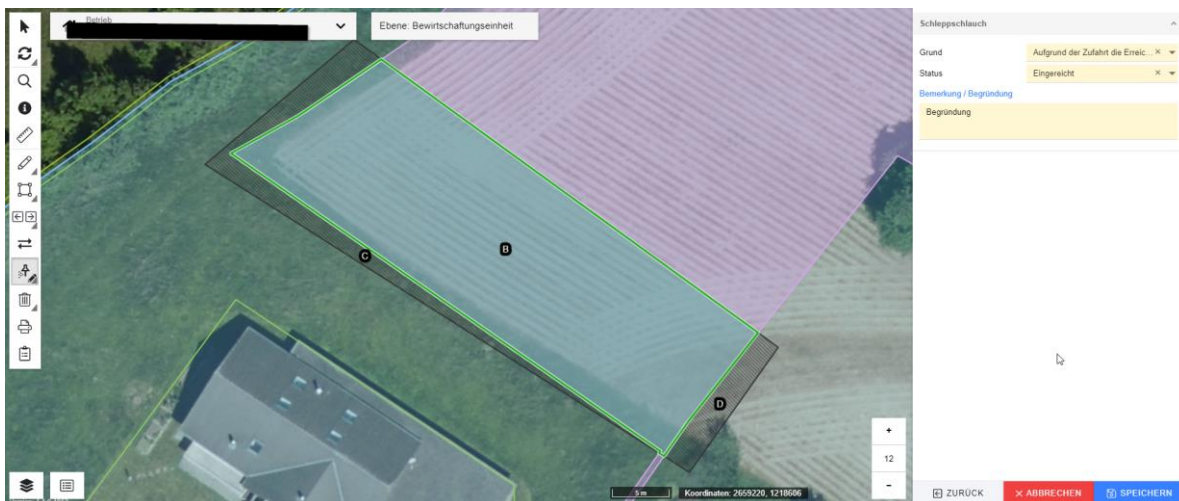 Betrieb
Ebene: Bewirtschaftungseinheit
B
C
D
5 m
Koordinaten: 2659220, 1218606
+
12
-
Schleppschlauch
Grund
Aufgrund der Zufahrt die Erreic...
Status
Eingereicht
Bemerkung / Begründung
Begründung
ZURÜCK
ABBRECHEN
SPEICHERN